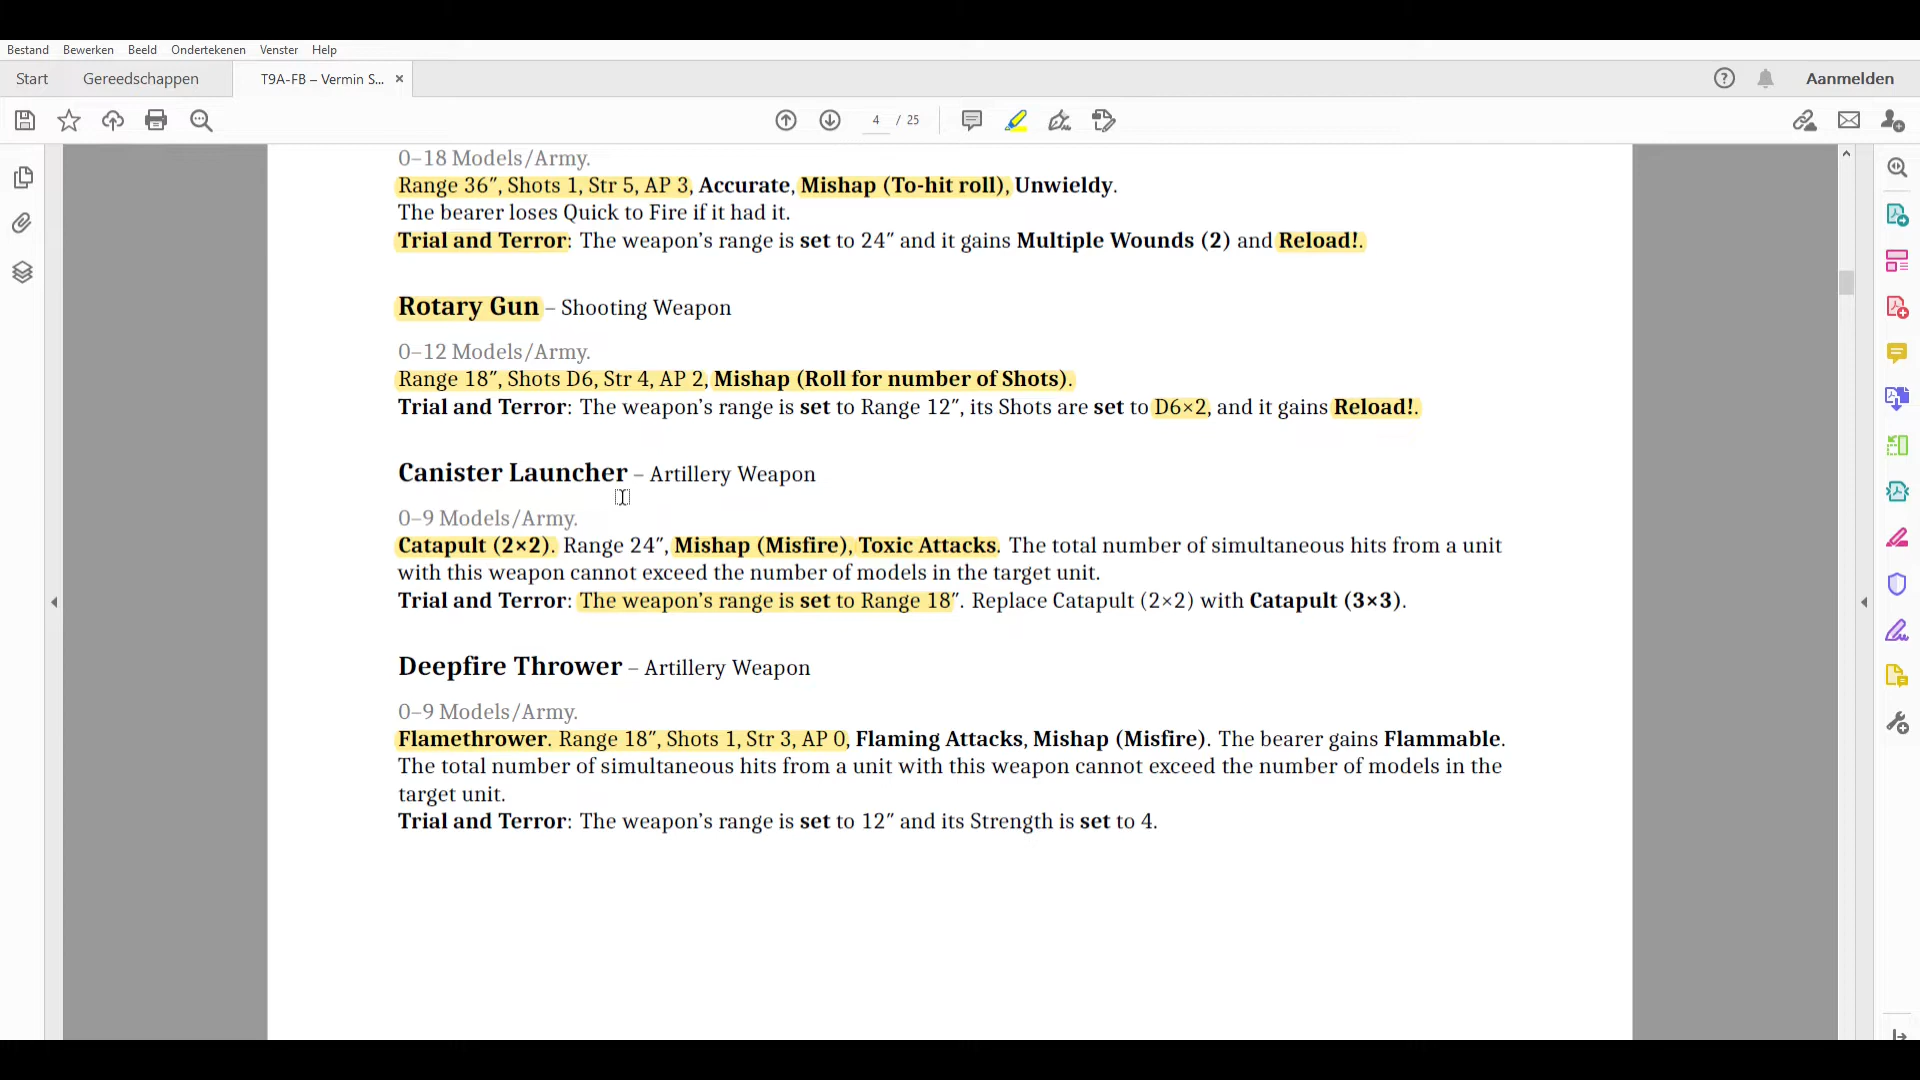 Bestand Bewerken Beeld Ondertekenen Venster Help
Start Gereedschappen T9A-FB – Vermin S... × Aanmelden
4 / 25
0–18 Models/Army.
Range 36″, Shots 1, Str 5, AP 3, Accurate, Mishap (To-hit roll), Unwieldy.
The bearer loses Quick to Fire if it had it.
Trial and Terror: The weapon’s range is set to 24″ and it gains Multiple Wounds (2) and Reload!.
Rotary Gun – Shooting Weapon
0–12 Models/Army.
Range 18″, Shots D6, Str 4, AP 2, Mishap (Roll for number of Shots).
Trial and Terror: The weapon’s range is set to Range 12″, its Shots are set to D6×2, and it gains Reload!.
Canister Launcher – Artillery Weapon
0–9 Models/Army.
Catapult (2×2). Range 24″, Mishap (Misfire), Toxic Attacks. The total number of simultaneous hits from a unit
with this weapon cannot exceed the number of models in the target unit.
Trial and Terror: The weapon’s range is set to Range 18″. Replace Catapult (2×2) with Catapult (3×3).
Deepfire Thrower – Artillery Weapon
0–9 Models/Army.
Flamethrower. Range 18″, Shots 1, Str 3, AP 0, Flaming Attacks, Mishap (Misfire). The bearer gains Flammable.
The total number of simultaneous hits from a unit with this weapon cannot exceed the number of models in the
target unit.
Trial and Terror: The weapon’s range is set to 12″ and its Strength is set to 4.